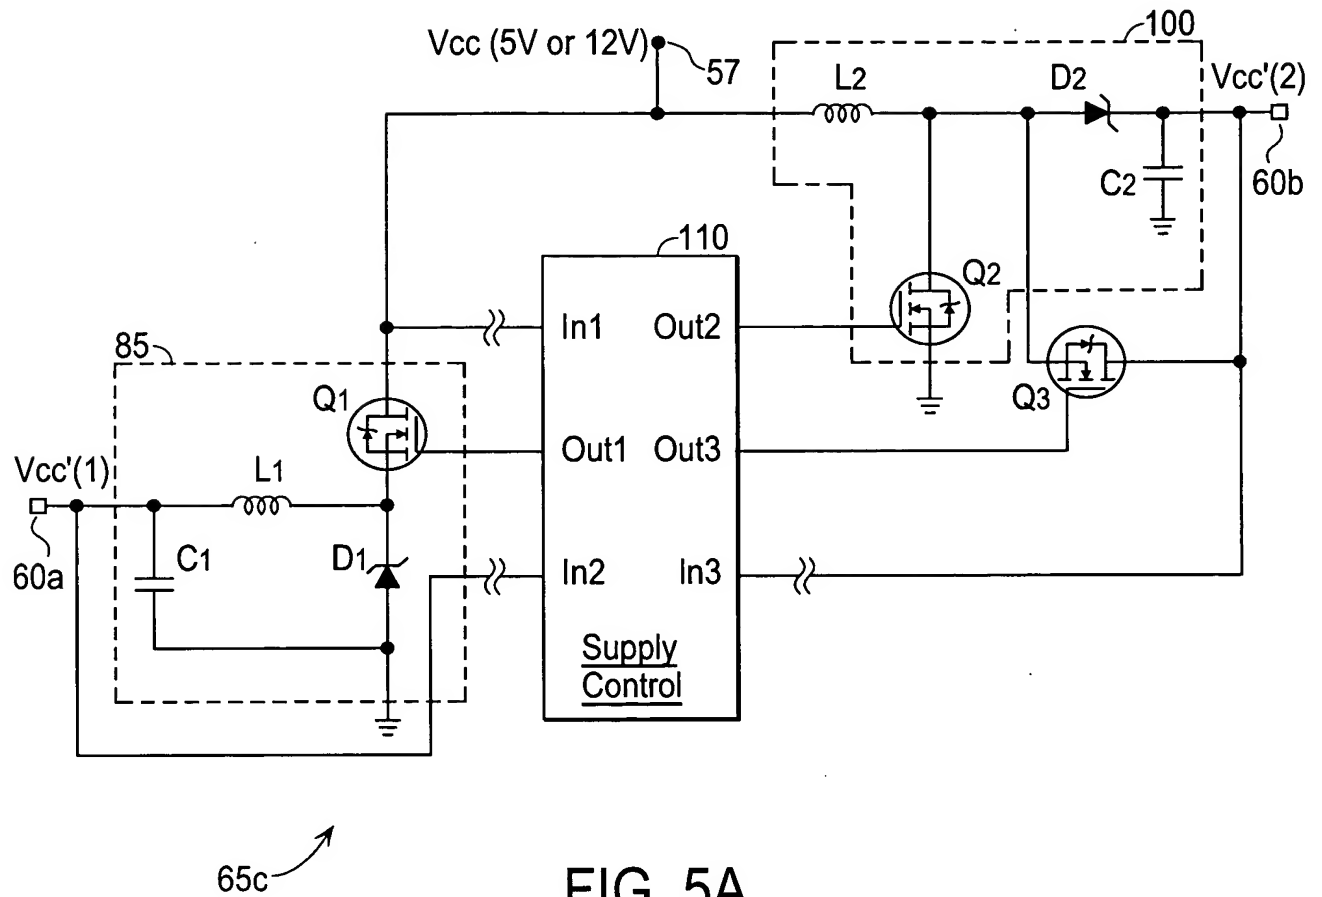 Vcc (5V or 12V)
57
100
L2
D2
Vcc'(2)
C2
60b
110
Q2
In1
Out2
85
Q1
Q3
Out1
Out3
Vcc'(1)
L1
60a
C1
D1
In2
In3
Supply
Control
65c
FIG. 5A